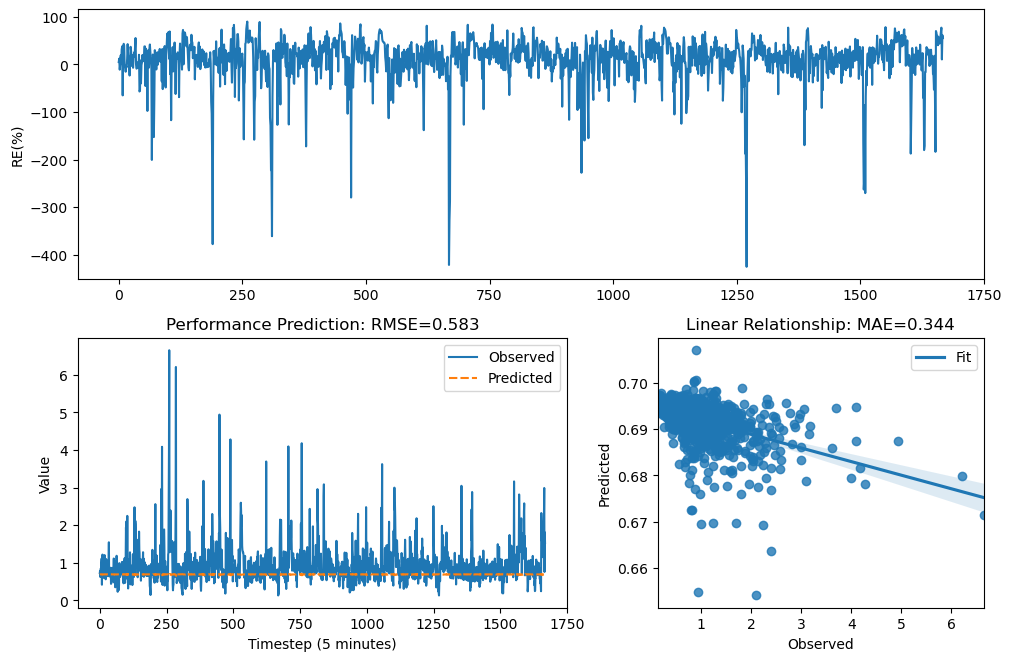 100
0
−100
−200
−300
−400
RE(%)
0 250 500 750 1000 1250 1500 1750
Performance Prediction: RMSE=0.583
Observed
Predicted
6
5
4
3
2
1
0
Value
0 250 500 750 1000 1250 1500 1750
Timestep (5 minutes)
Linear Relationship: MAE=0.344
Fit
0.70
0.69
0.68
0.67
0.66
Predicted
1 2 3 4 5 6
Observed